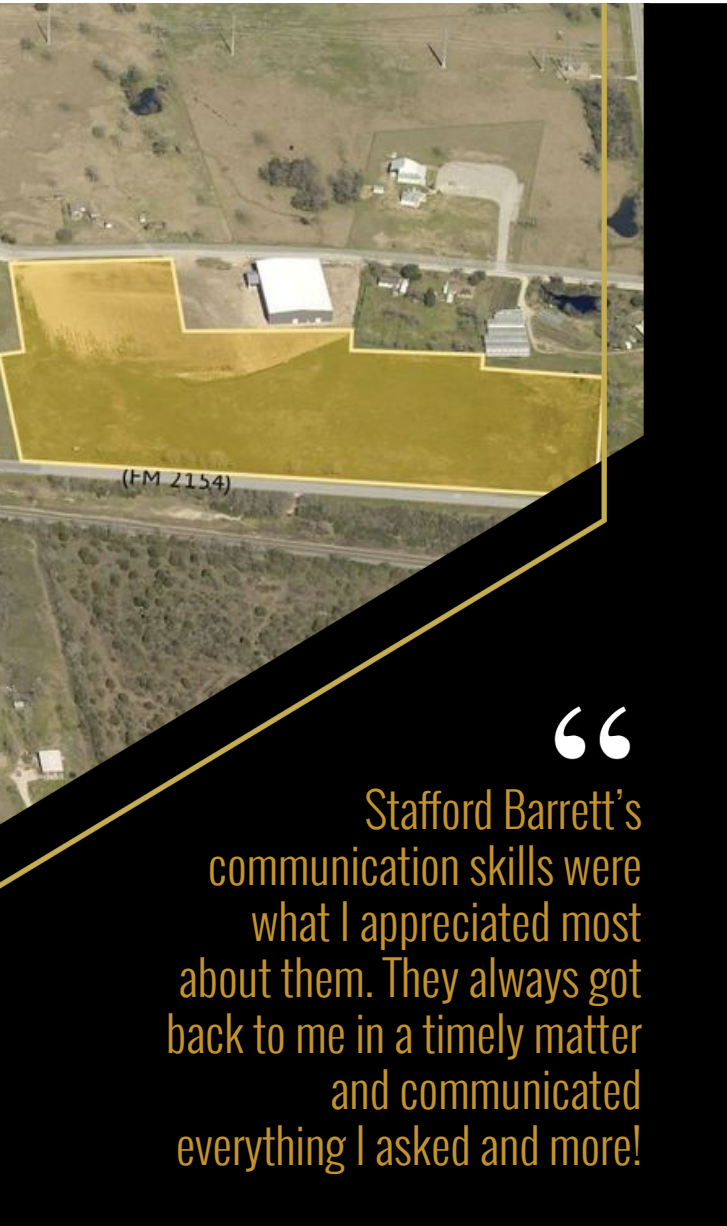 (FM 2154)
“
Stafford Barrett’s
communication skills were
what I appreciated most
about them. They always got
back to me in a timely matter
and communicated
everything I asked and more!